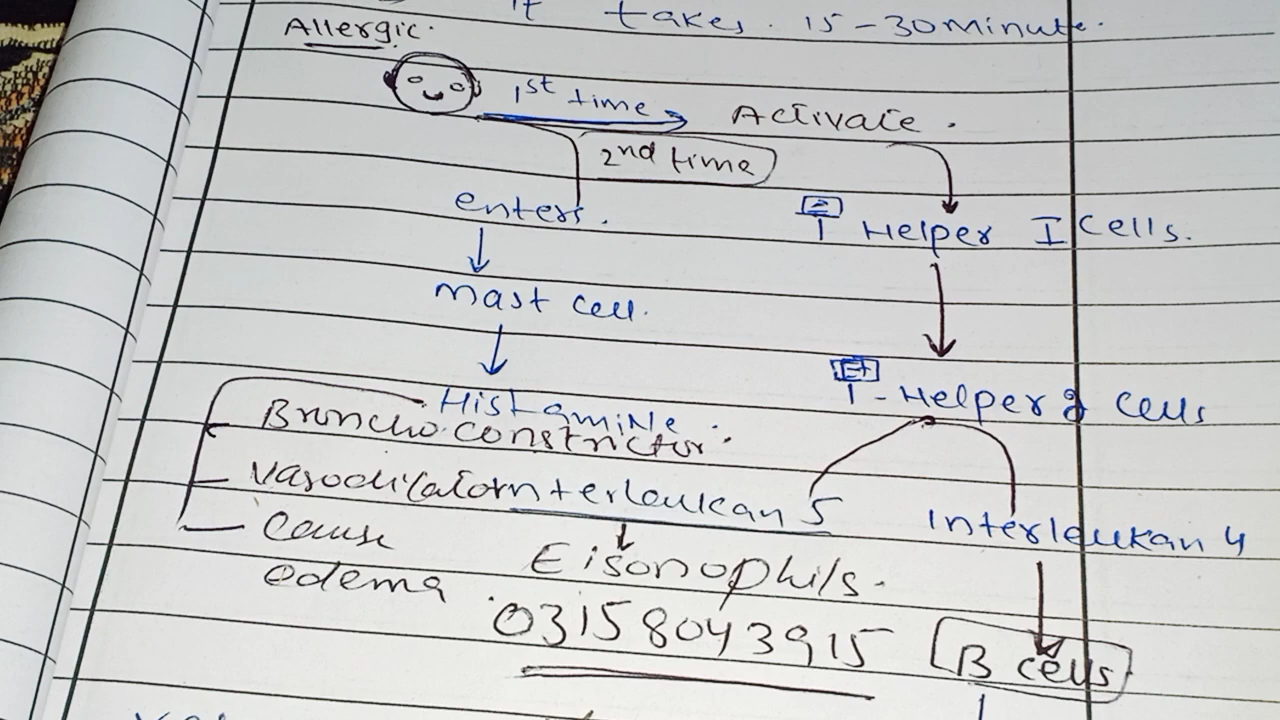 It takes. 15-30 minute.
Allergic.
1st time Activate.
2nd time
enters.
T Helper I Cells.
Mast cell.
T-Helper 2 Cells
Histamine.
Broncho constrictor.
Vasodilator
Interleukan 5
Interleukan 4
Cause
edema
Eisonophils.
03158043915
B cells